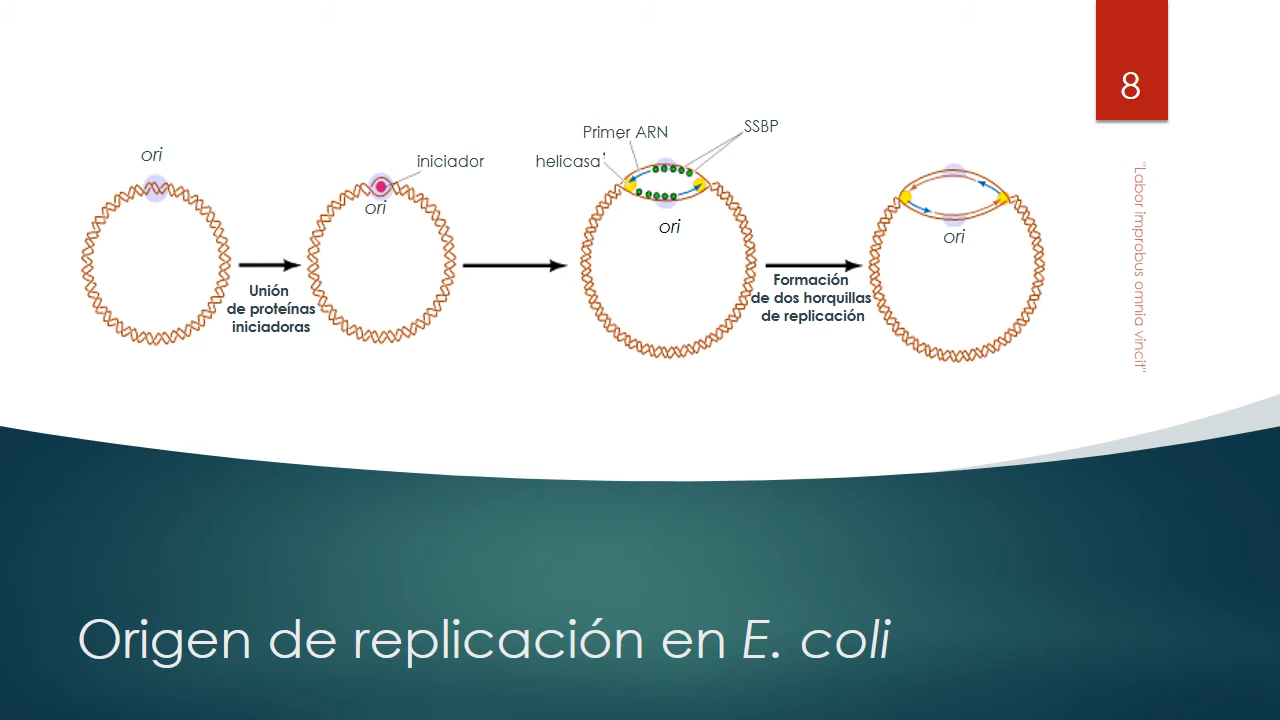 8
ori
iniciador
ori
Primer ARN
helicasa
SSBP
ori
ori
Unión
de proteínas
iniciadoras
Formación
de dos horquillas
de replicación
"Labor improbus omnia vincit"
Origen de replicación en E. coli